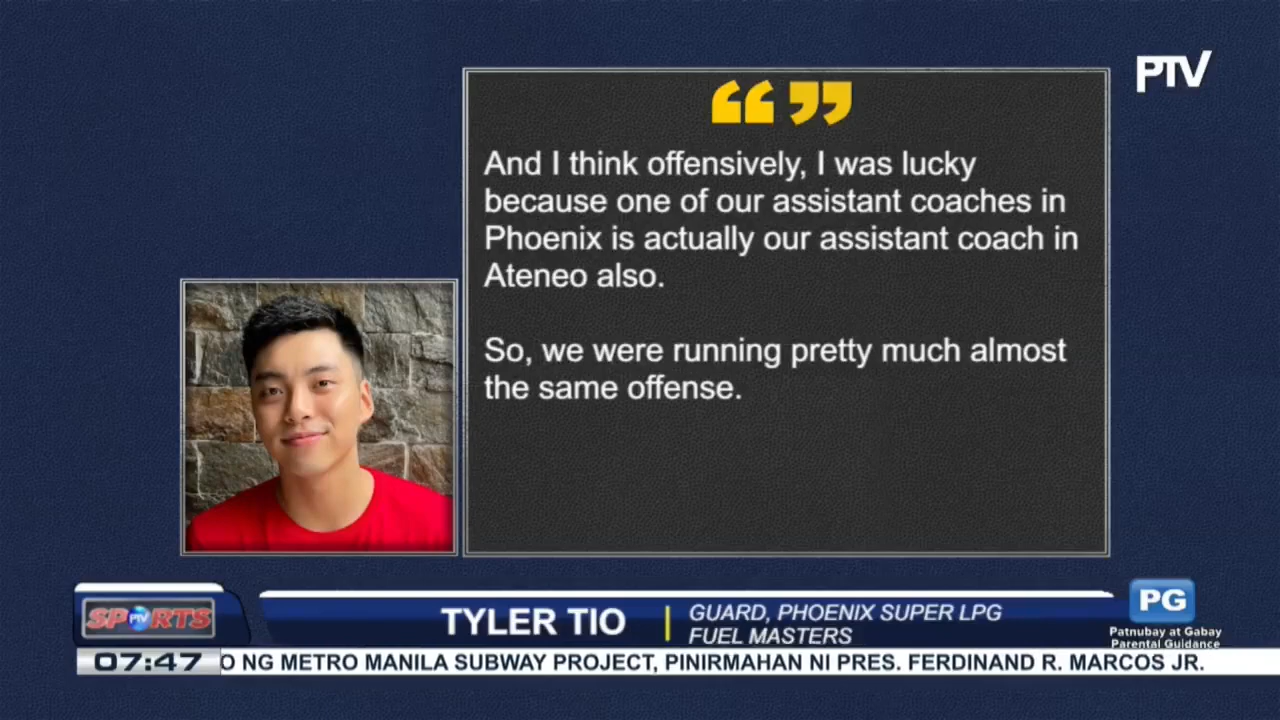 PTV
And I think offensively, I was lucky
because one of our assistant coaches in
Phoenix is actually our assistant coach in
Ateneo also.
So, we were running pretty much almost
the same offense.
SPORTS
PTV
TYLER TIO
GUARD, PHOENIX SUPER LPG
FUEL MASTERS
PG
Patnubay at Gabay
Parental Guidance
07:47
O NG METRO MANILA SUBWAY PROJECT, PINIRMAHAN NI PRES. FERDINAND R. MARCOS JR.